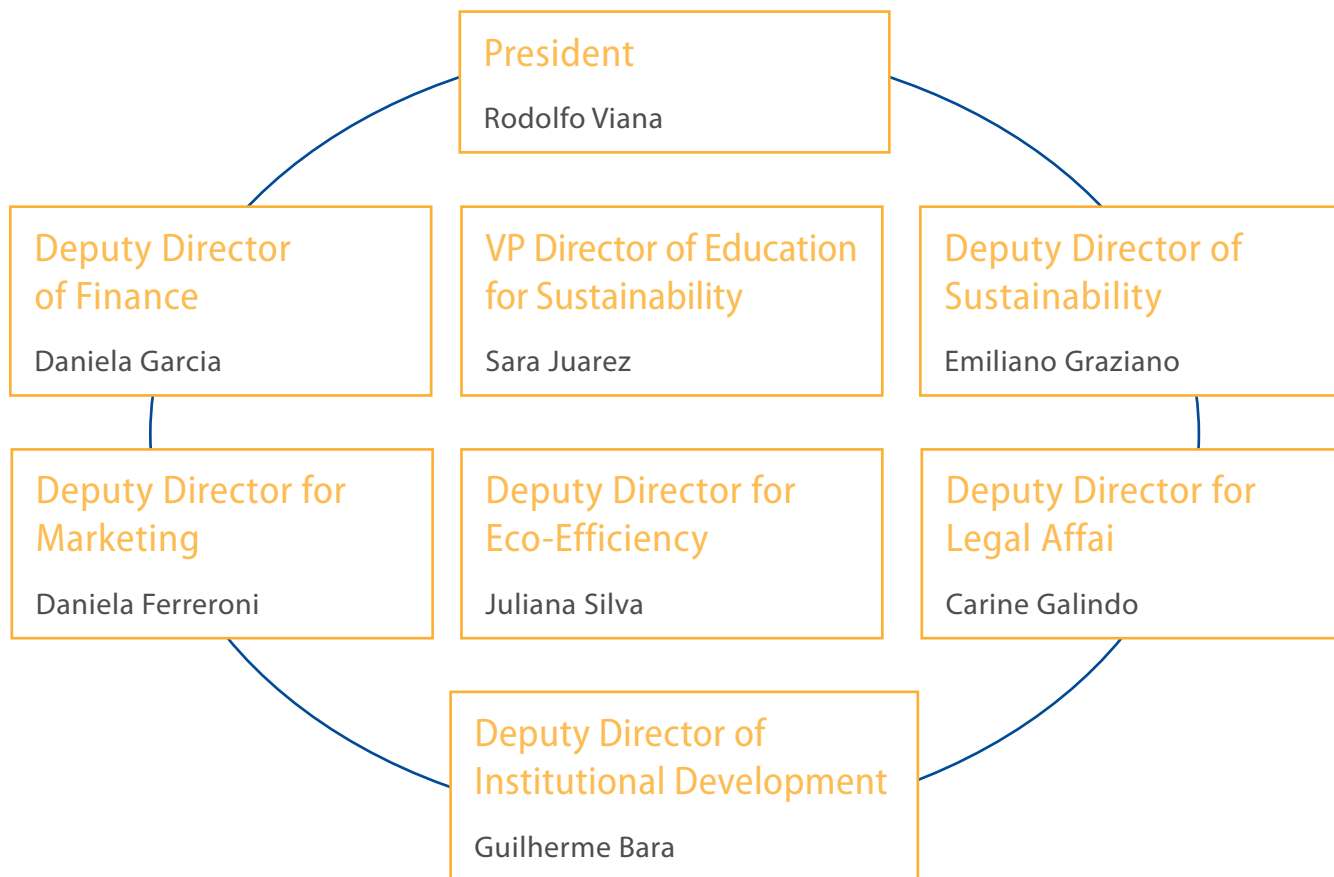 President
Rodolfo Viana
Deputy Director
of Finance
Daniela Garcia
VP Director of Education
for Sustainability
Sara Juarez
Deputy Director of
Sustainability
Emiliano Graziano
Deputy Director for
Marketing
Daniela Ferreroni
Deputy Director for
Eco-Efficiency
Juliana Silva
Deputy Director for
Legal Affai
Carine Galindo
Deputy Director of
Institutional Development
Guilherme Bara